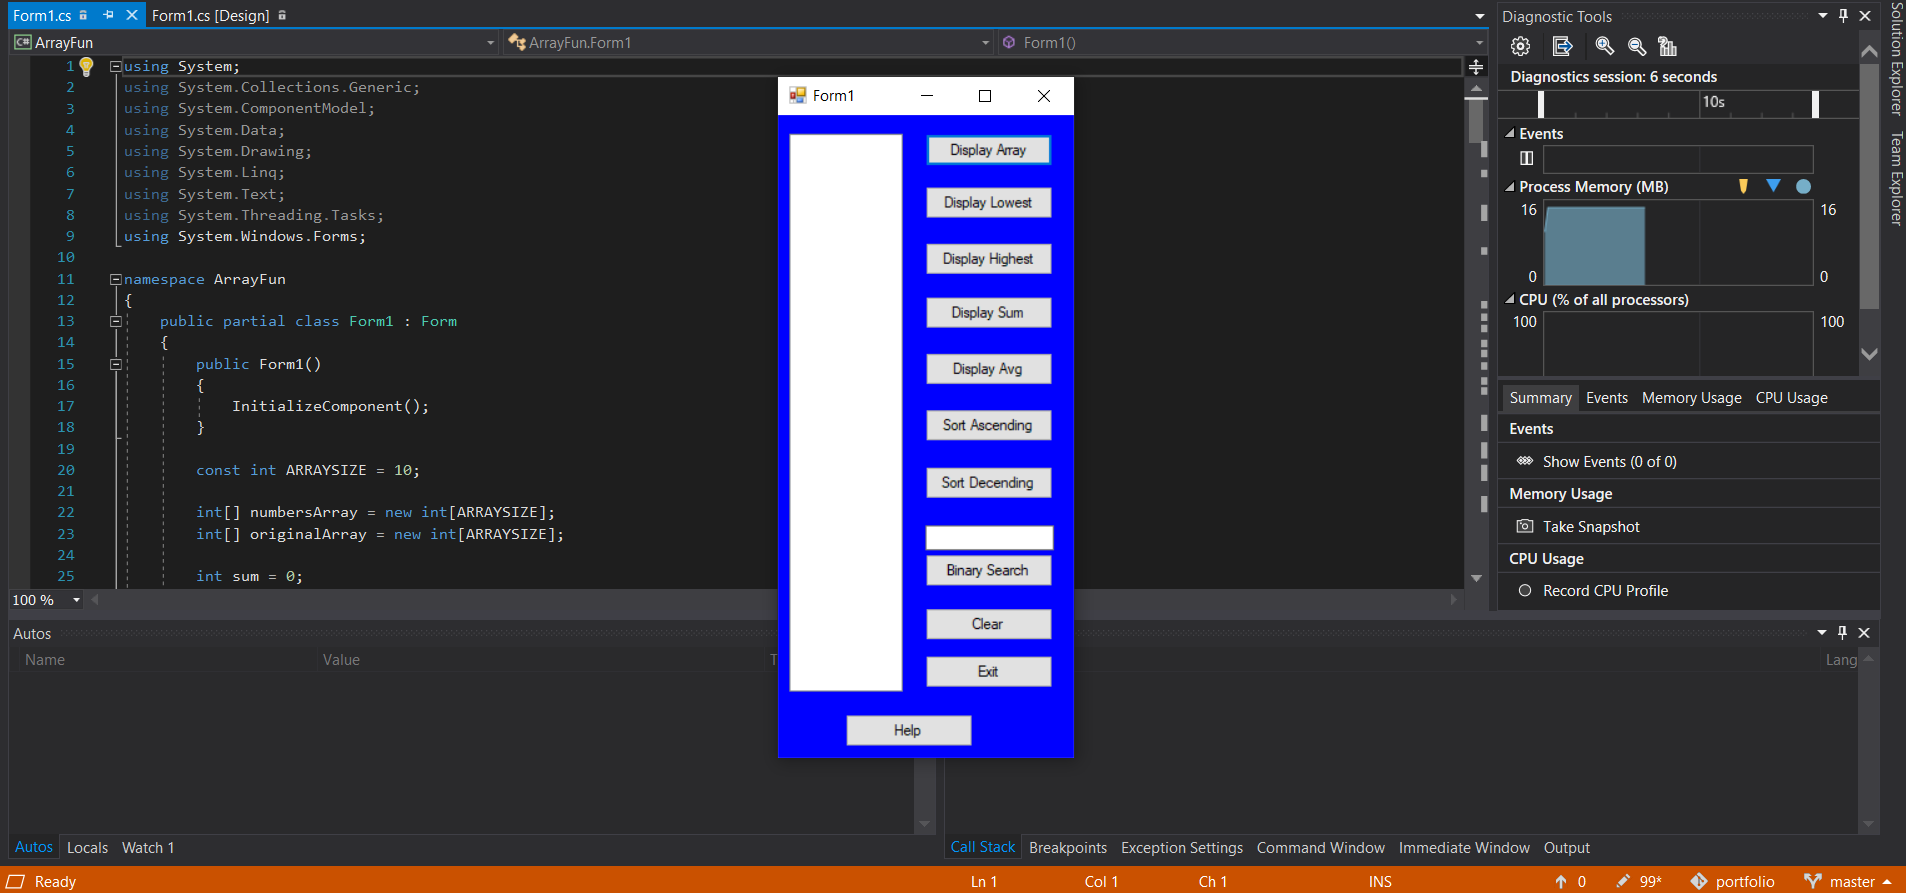 Form1.cs
Form1.cs [Design]
ArrayFun
ArrayFun.Form1
Form1()
1 using System;
2 using System.Collections.Generic;
3 using System.ComponentModel;
4 using System.Data;
5 using System.Drawing;
6 using System.Linq;
7 using System.Text;
8 using System.Threading.Tasks;
9 using System.Windows.Forms;
10
11 namespace ArrayFun
12 {
13 public partial class Form1 : Form
14 {
15 public Form1()
16 {
17 InitializeComponent();
18 }
19
20 const int ARRAYSIZE = 10;
21
22 int[] numbersArray = new int[ARRAYSIZE];
23 int[] originalArray = new int[ARRAYSIZE];
24
25 int sum = 0;
100 %
Form1
Display Array
Display Lowest
Display Highest
Display Sum
Display Avg
Sort Ascending
Sort Decending
Binary Search
Clear
Exit
Help
Diagnostic Tools
Diagnostics session: 6 seconds
10s
Events
Process Memory (MB)
16 16
0 0
CPU (% of all processors)
100 100
Summary Events Memory Usage CPU Usage
Events
Show Events (0 of 0)
Memory Usage
Take Snapshot
CPU Usage
Record CPU Profile
Solution Explorer
Team Explorer
Autos
Name Value T
Lang
Autos Locals Watch 1
Call Stack Breakpoints Exception Settings Command Window Immediate Window Output
Ready Ln 1 Col 1 Ch 1 INS 0 99* portfolio master